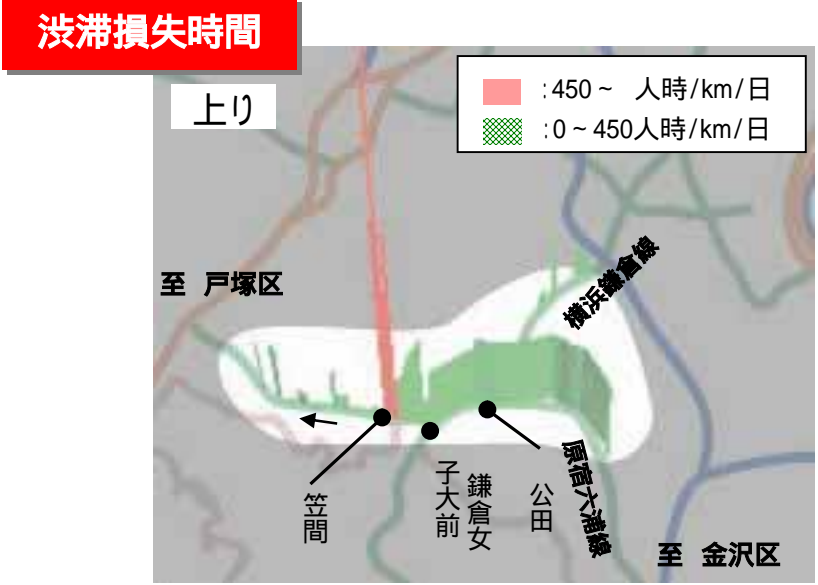 渋滞損失時間
上り
:450~ 人時/km/日
:0~450人時/km/日
至 戸塚区
横浜鎌倉線
笠間
鎌倉女
子大前
公田
原宿六浦線
至 金沢区